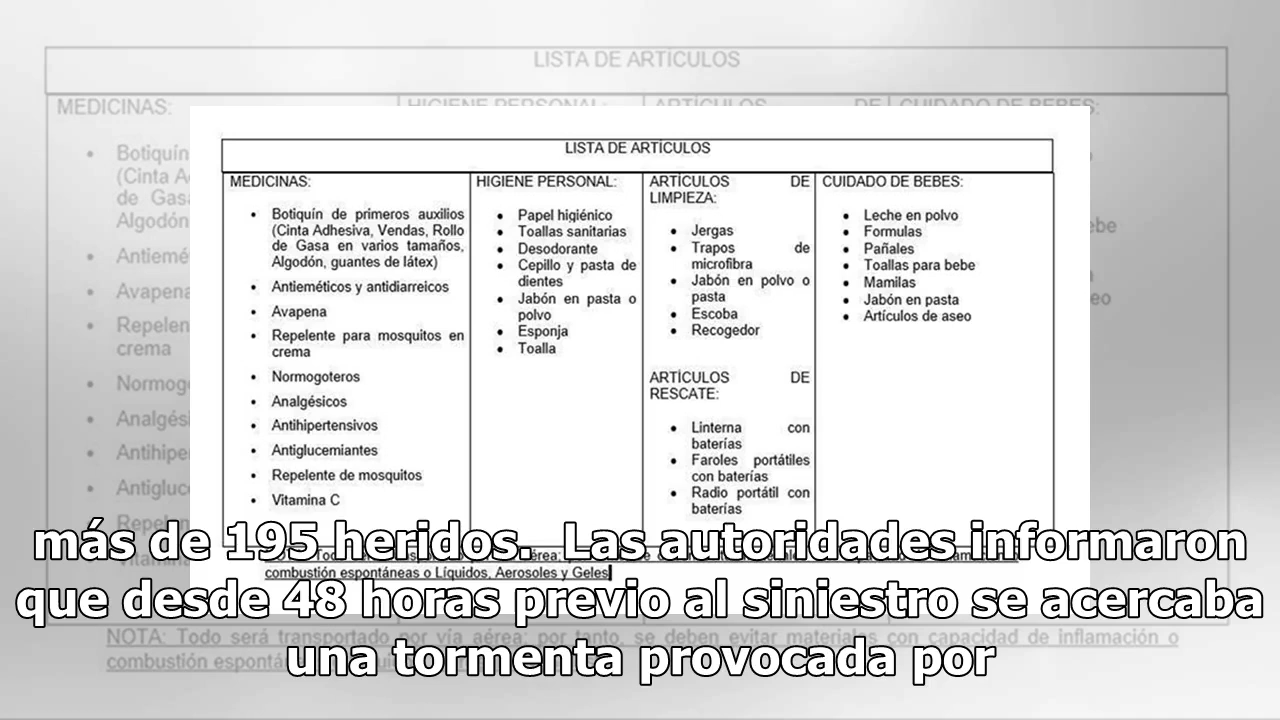 LISTA DE ARTÍCULOS
MEDICINAS:
Botiquín de primeros auxilios
(Cinta Adhesiva, Vendas, Rollo
de Gasa en varios tamaños,
Algodón, guantes de látex)
Antieméticos y antidiarreicos
Avapena
Repelente para mosquitos en
crema
Normogoteros
Analgésicos
Antihipertensivos
Antiglucemiantes
Repelente de mosquitos
Vitamina C
HIGIENE PERSONAL:
Papel higiénico
Toallas sanitarias
Desodorante
Cepillo y pasta de
dientes
Jabón en pasta o
polvo
Esponja
Toalla
ARTÍCULOS DE
LIMPIEZA:
Jergas
Trapos de
microfibra
Jabón en polvo o
pasta
Escoba
Recogedor
ARTÍCULOS DE
RESCATE:
Linterna con
baterías
Faroles portátiles
con baterías
Radio portátil con
baterías
CUIDADO DE BEBES:
Leche en polvo
Formulas
Pañales
Toallas para bebe
Mamilas
Jabón en pasta
Artículos de aseo
combustión espontáneas o Líquidos, Aerosoles y Geles
más de 195 heridos. Las autoridades informaron
que desde 48 horas previo al siniestro se acercaba
una tormenta provocada por
LISTA DE ARTÍCULOS
MEDICINAS:
NOTA: Todo será transportado por vía aérea; por tanto, se deben evitar materiales con capacidad de inflamación o
combustión